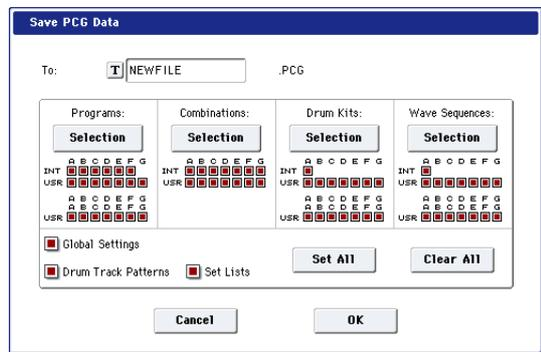 Save PCG Data
To: T NEWFILE .PCG
Programs: Combinations: Drum Kits: Wave Sequences:
Selection Selection Selection Selection
A B C D E F G A B C D E F G A B C D E F G A B C D E F G
INT INT INT INT
USR USR USR USR
A B C D E F G A B C D E F G A B C D E F G
A B C D E F G A B C D E F G A B C D E F G
USR USR USR
Global Settings
Drum Track Patterns Set Lists Set All Clear All
Cancel OK